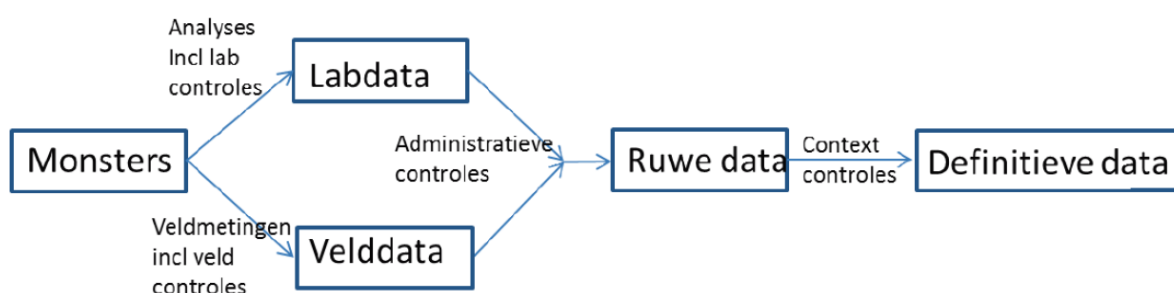 Analyses
Incl lab
controles
Labdata
Monsters
Administratieve
controles
Ruwe data
Context
controles
Definitieve data
Veldmetingen
incl veld
controles
Velddata